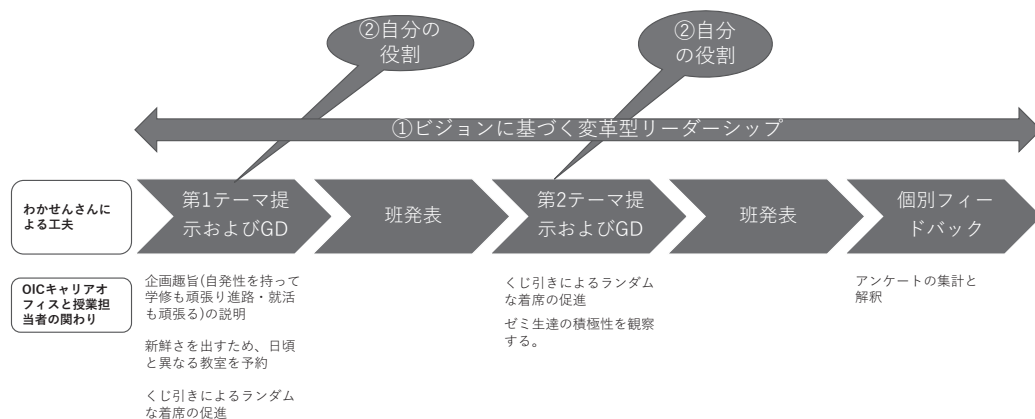 ②自分の
役割
②自分
の役割
①ビジョンに基づく変革型リーダーシップ
わかせんさんに
よる工夫
第1テーマ提
示およびGD
班発表
第2テーマ提
示およびGD
班発表
個別フィー
ドバック
OICキャリアオ
フィスと授業担
当者の関わり
企画趣旨(自発性を持って
学修も頑張り進路・就活
も頑張る)の説明
新鮮さを出すため、日頃
と異なる教室を予約
くじ引きによるランダム
な着席の促進
くじ引きによるランダム
な着席の促進
ゼミ生達の積極性を観察
する。
アンケートの集計と
解釈